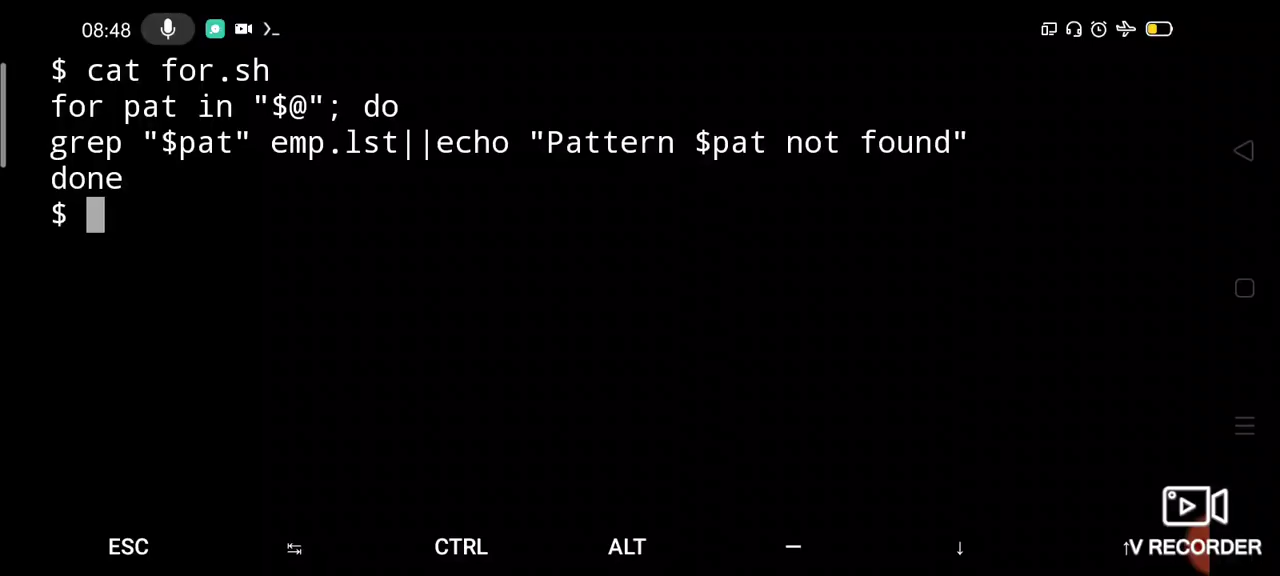 08:48
$ cat for.sh
for pat in "$@"; do
grep "$pat" emp.lst||echo "Pattern $pat not found"
done
$
ESC ↹ CTRL ALT — ↓ ↑
V RECORDER